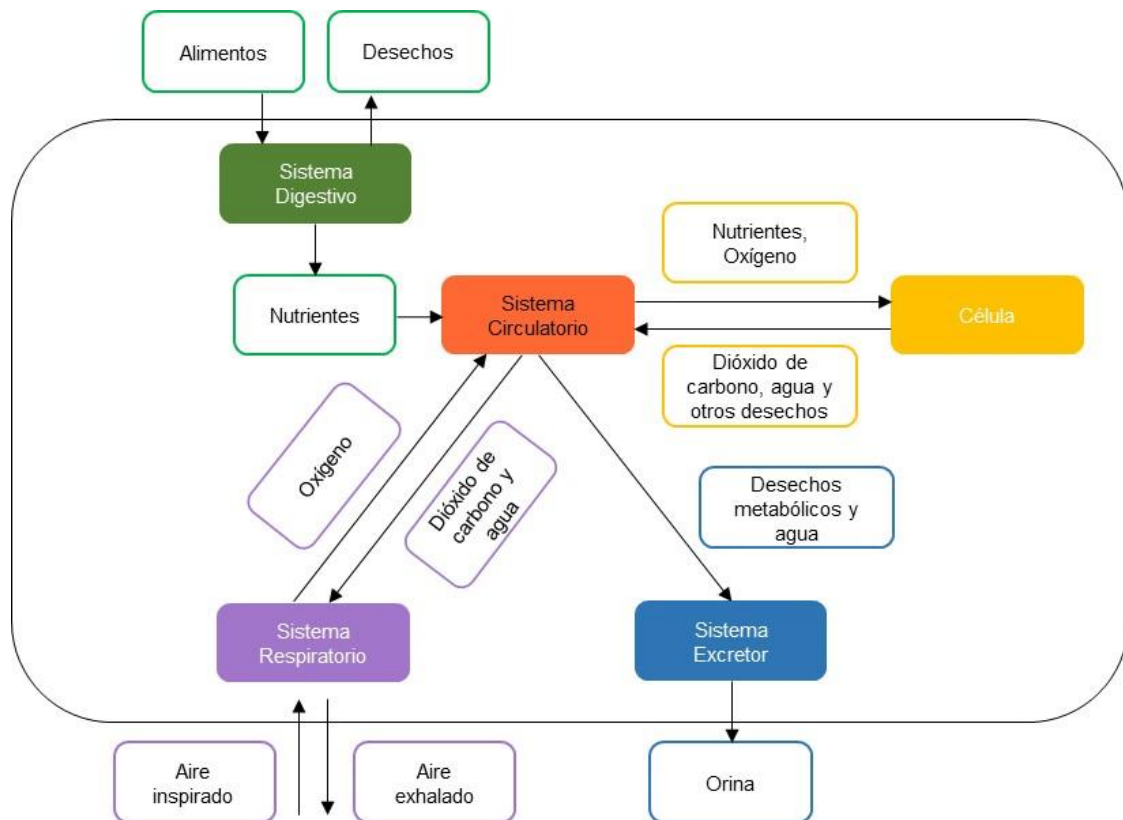 Alimentos
Desechos
Sistema
Digestivo
Nutrientes,
Oxígeno
Nutrientes
Sistema
Circulatorio
Célula
Dióxido de
carbono, agua y
otros desechos
Oxígeno
Dióxido de
carbono y
agua
Desechos
metabólicos y
agua
Sistema
Respiratorio
Sistema
Excretor
Aire
inspirado
Aire
exhalado
Orina